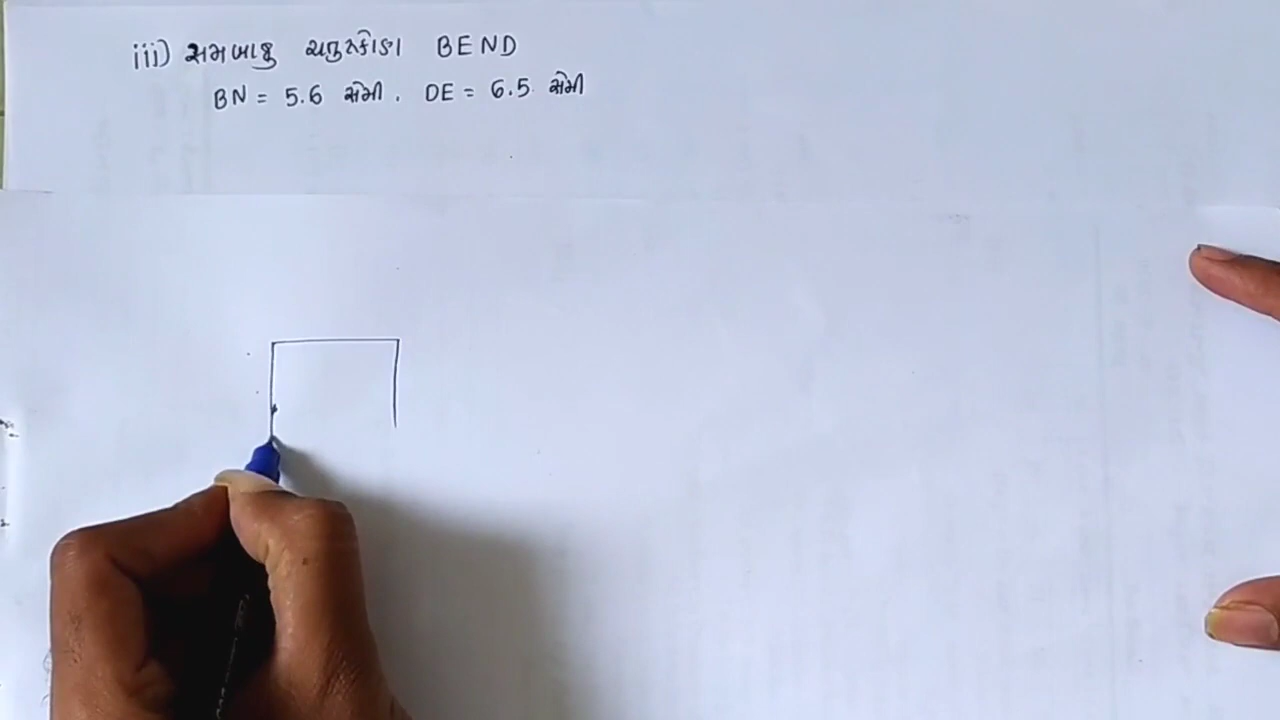 iii) સમબાજુ ચતુષ્કોણ BEND
BN = 5.6 સેમી. DE = 6.5 સેમી